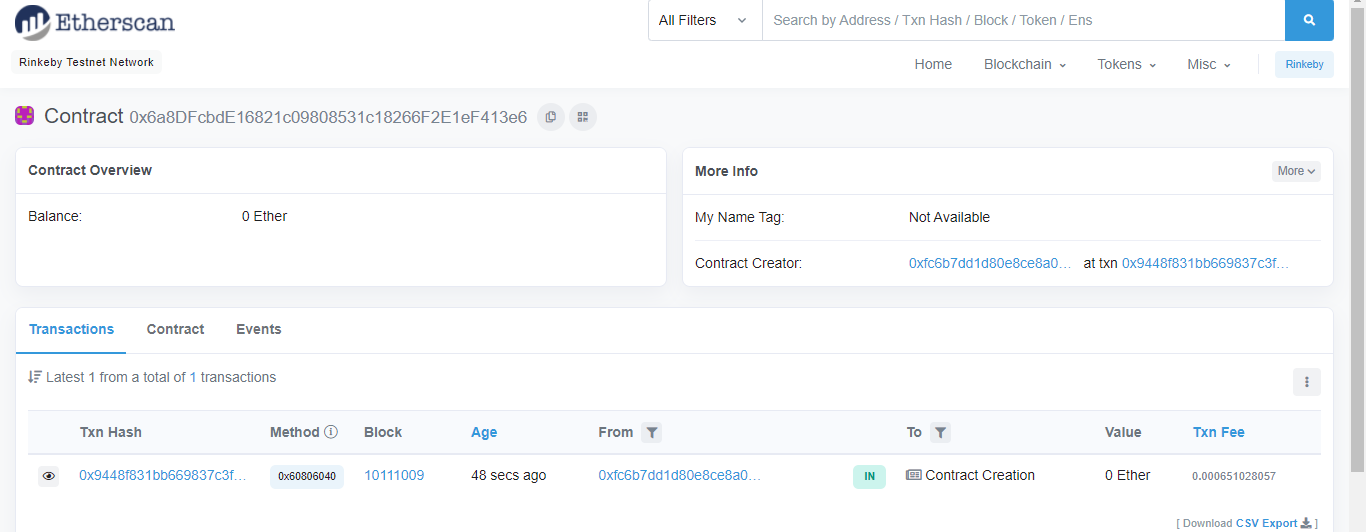 Etherscan
All Filters
Search by Address / Txn Hash / Block / Token / Ens
Rinkeby Testnet Network
Home Blockchain Tokens Misc Rinkeby
Contract 0x6a8DFcbdE16821c09808531c18266F2E1eF413e6
Contract Overview
Balance: 0 Ether
More Info More
My Name Tag: Not Available
Contract Creator: 0xfc6b7dd1d80e8ce8a0... at txn 0x9448f831bb669837c3f...
Transactions Contract Events
Latest 1 from a total of 1 transactions
Txn Hash Method Block Age From To Value Txn Fee
0x9448f831bb669837c3f... 0x60806040 10111009 48 secs ago 0xfc6b7dd1d80e8ce8a0... IN Contract Creation 0 Ether 0.000651028057
[ Download CSV Export ]